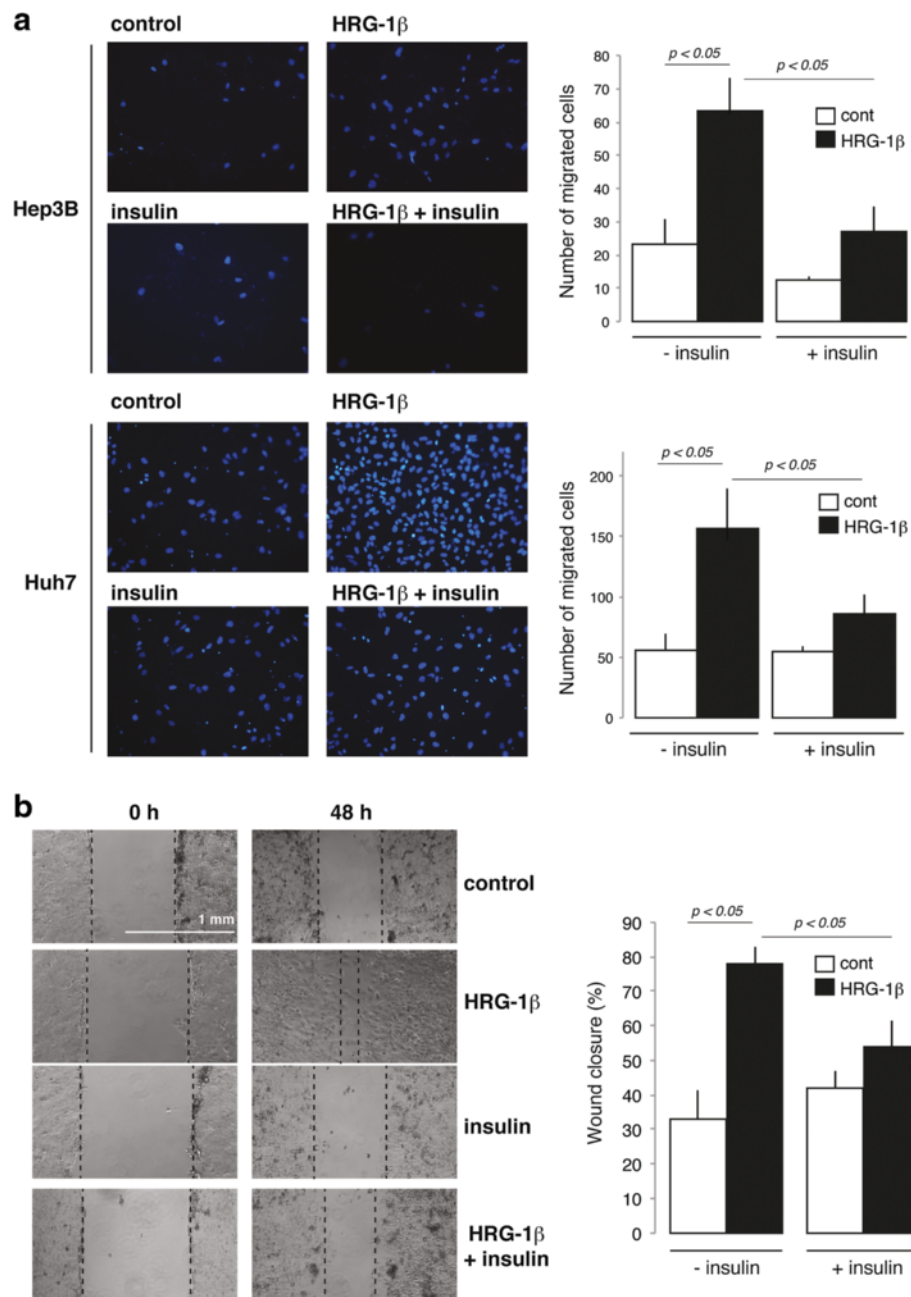 a
control HRG-1β
Hep3B
insulin HRG-1β + insulin
Number of migrated cells
80
70
60
50
40
30
20
10
0
p < 0.05
p < 0.05
cont
HRG-1β
- insulin + insulin
control HRG-1β
Huh7
insulin HRG-1β + insulin
Number of migrated cells
200
150
100
50
0
p < 0.05
p < 0.05
cont
HRG-1β
- insulin + insulin
b
0 h 48 h
1 mm
control
HRG-1β
insulin
HRG-1β
+ insulin
Wound closure (%)
90
80
70
60
50
40
30
20
10
0
p < 0.05
p < 0.05
cont
HRG-1β
- insulin + insulin